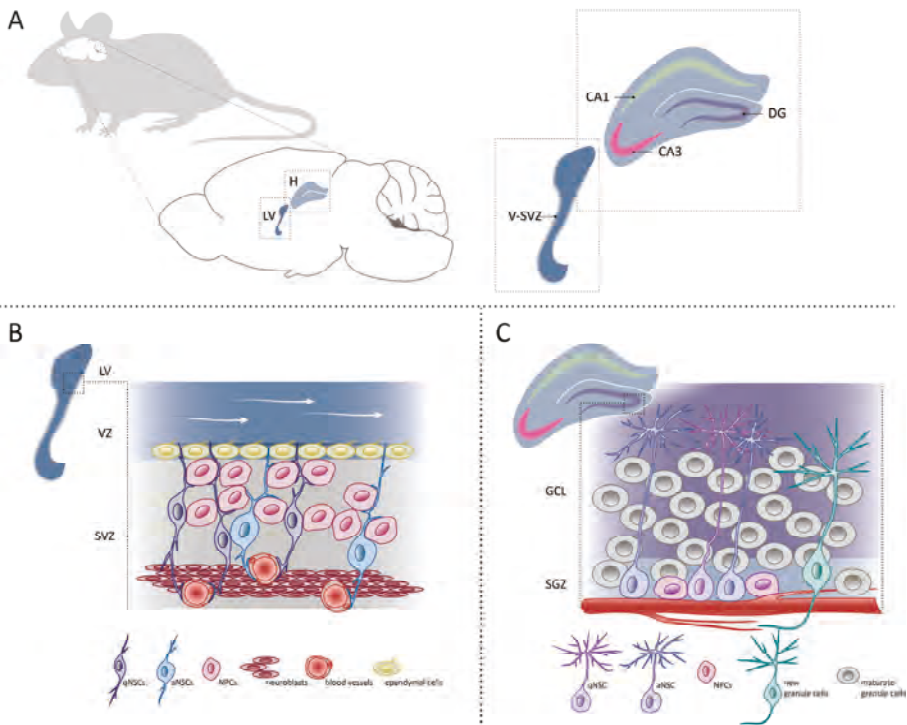 A
H
LV
CA1
DG
CA3
V-SVZ
B
LV
VZ
SVZ
qNSCs
aNSCs
NPCs
neuroblasts
blood vessels
ependymal cells
C
GCL
SGZ
qNSC
aNSC
NPCs
granule cells
granule cells